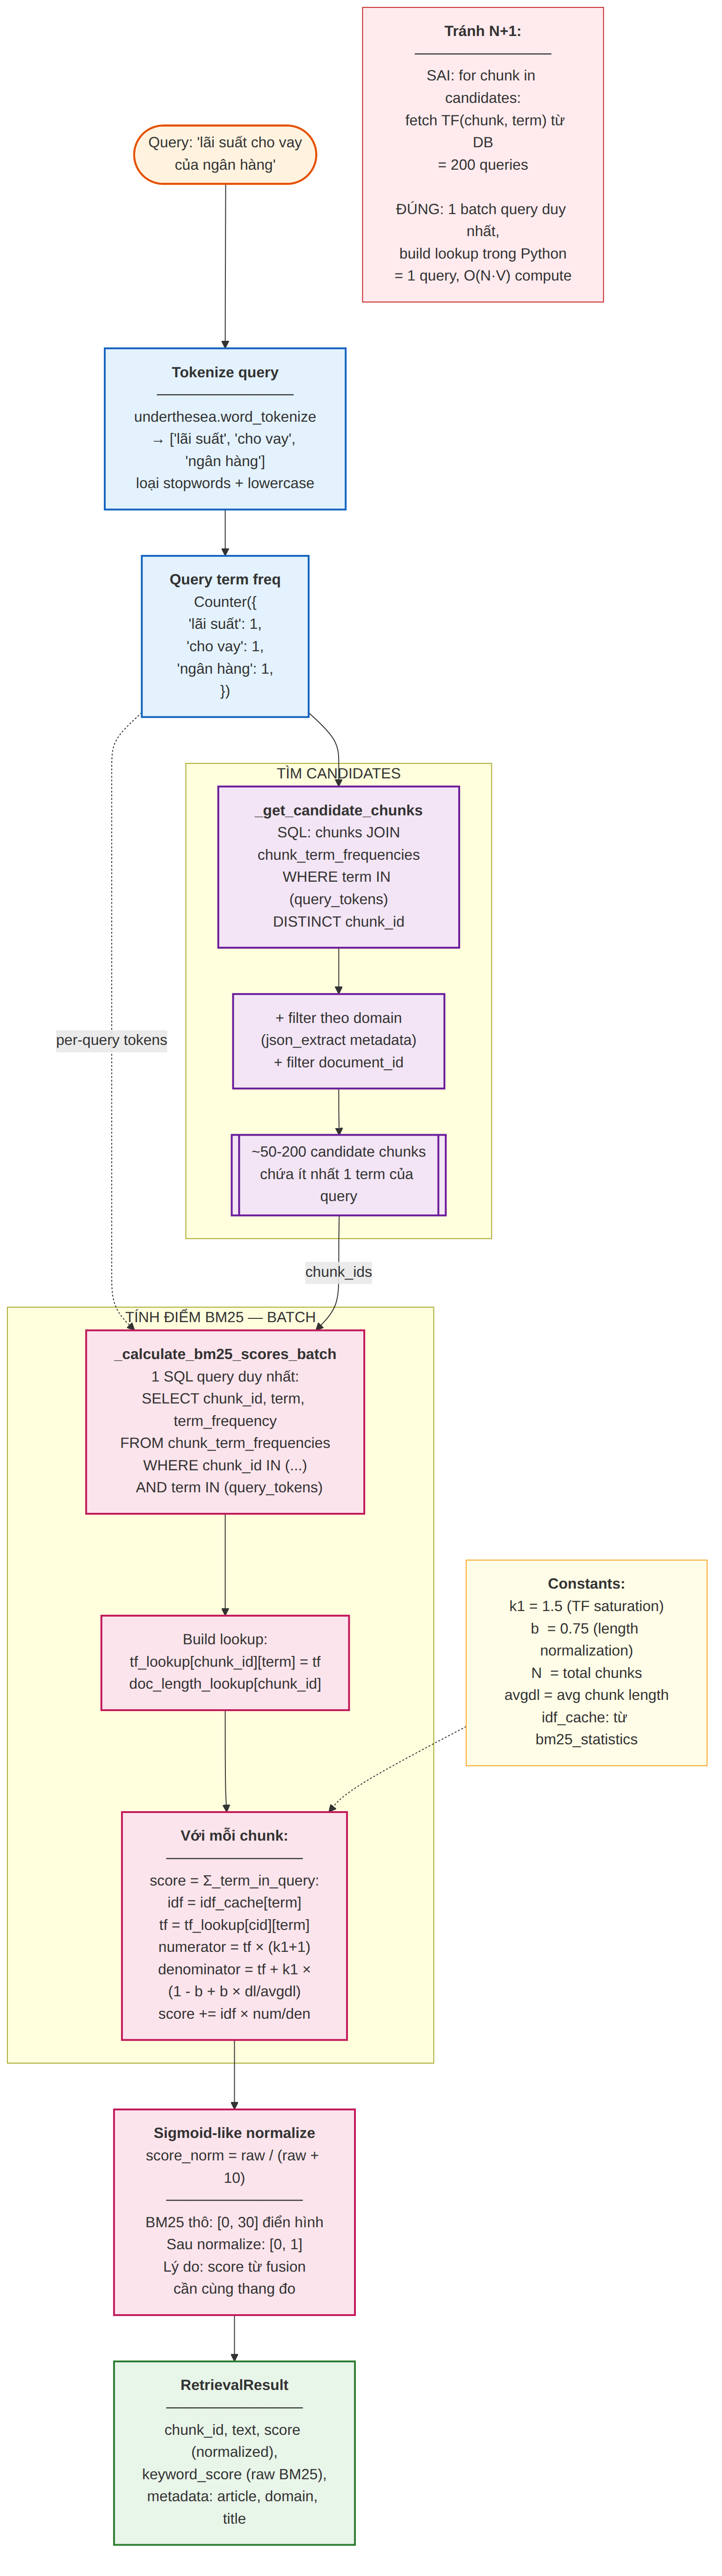 Tránh N+1:
SAI: for chunk in
candidates:
fetch TF(chunk, term) từ
DB
= 200 queries
ĐÚNG: 1 batch query duy
nhất,
build lookup trong Python
= 1 query, O(N·V) compute
Query: 'lãi suất cho vay
của ngân hàng'
Tokenize query
underthesea.word_tokenize
→ ['lãi suất', 'cho vay',
'ngân hàng']
loại stopwords + lowercase
Query term freq
Counter({
'lãi suất': 1,
'cho vay': 1,
'ngân hàng': 1,
})
TÌM CANDIDATES
_get_candidate_chunks
SQL: chunks JOIN
chunk_term_frequencies
WHERE term IN
(query_tokens)
DISTINCT chunk_id
+ filter theo domain
(json_extract metadata)
+ filter document_id
per-query tokens
~50-200 candidate chunks
chứa ít nhất 1 term của
query
chunk_ids
TÍNH ĐIỂM BM25 — BATCH
_calculate_bm25_scores_batch
1 SQL query duy nhất:
SELECT chunk_id, term,
term_frequency
FROM chunk_term_frequencies
WHERE chunk_id IN (...)
AND term IN (query_tokens)
Build lookup:
tf_lookup[chunk_id][term] = tf
doc_length_lookup[chunk_id]
Constants:
k1 = 1.5 (TF saturation)
b = 0.75 (length
normalization)
N = total chunks
avgdl = avg chunk length
idf_cache: từ
bm25_statistics
Với mỗi chunk:
score = Σ_term_in_query:
idf = idf_cache[term]
tf = tf_lookup[cid][term]
numerator = tf × (k1+1)
denominator = tf + k1 ×
(1 - b + b × dl/avgdl)
score += idf × num/den
Sigmoid-like normalize
score_norm = raw / (raw +
10)
BM25 thô: [0, 30] điển hình
Sau normalize: [0, 1]
Lý do: score từ fusion
cần cùng thang đo
RetrievalResult
chunk_id, text, score
(normalized),
keyword_score (raw BM25),
metadata: article, domain,
title